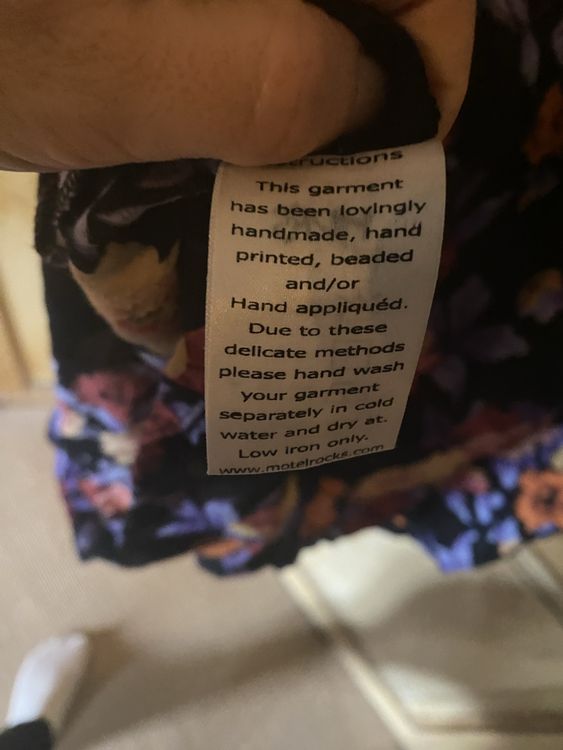 structions
This garment
has been lovingly
handmade, hand
printed, beaded
and/or
Hand appliquéd.
Due to these
delicate methods
please hand wash
your garment
separately in cold
water and dry at.
Low iron only.
www.motelrocks.com